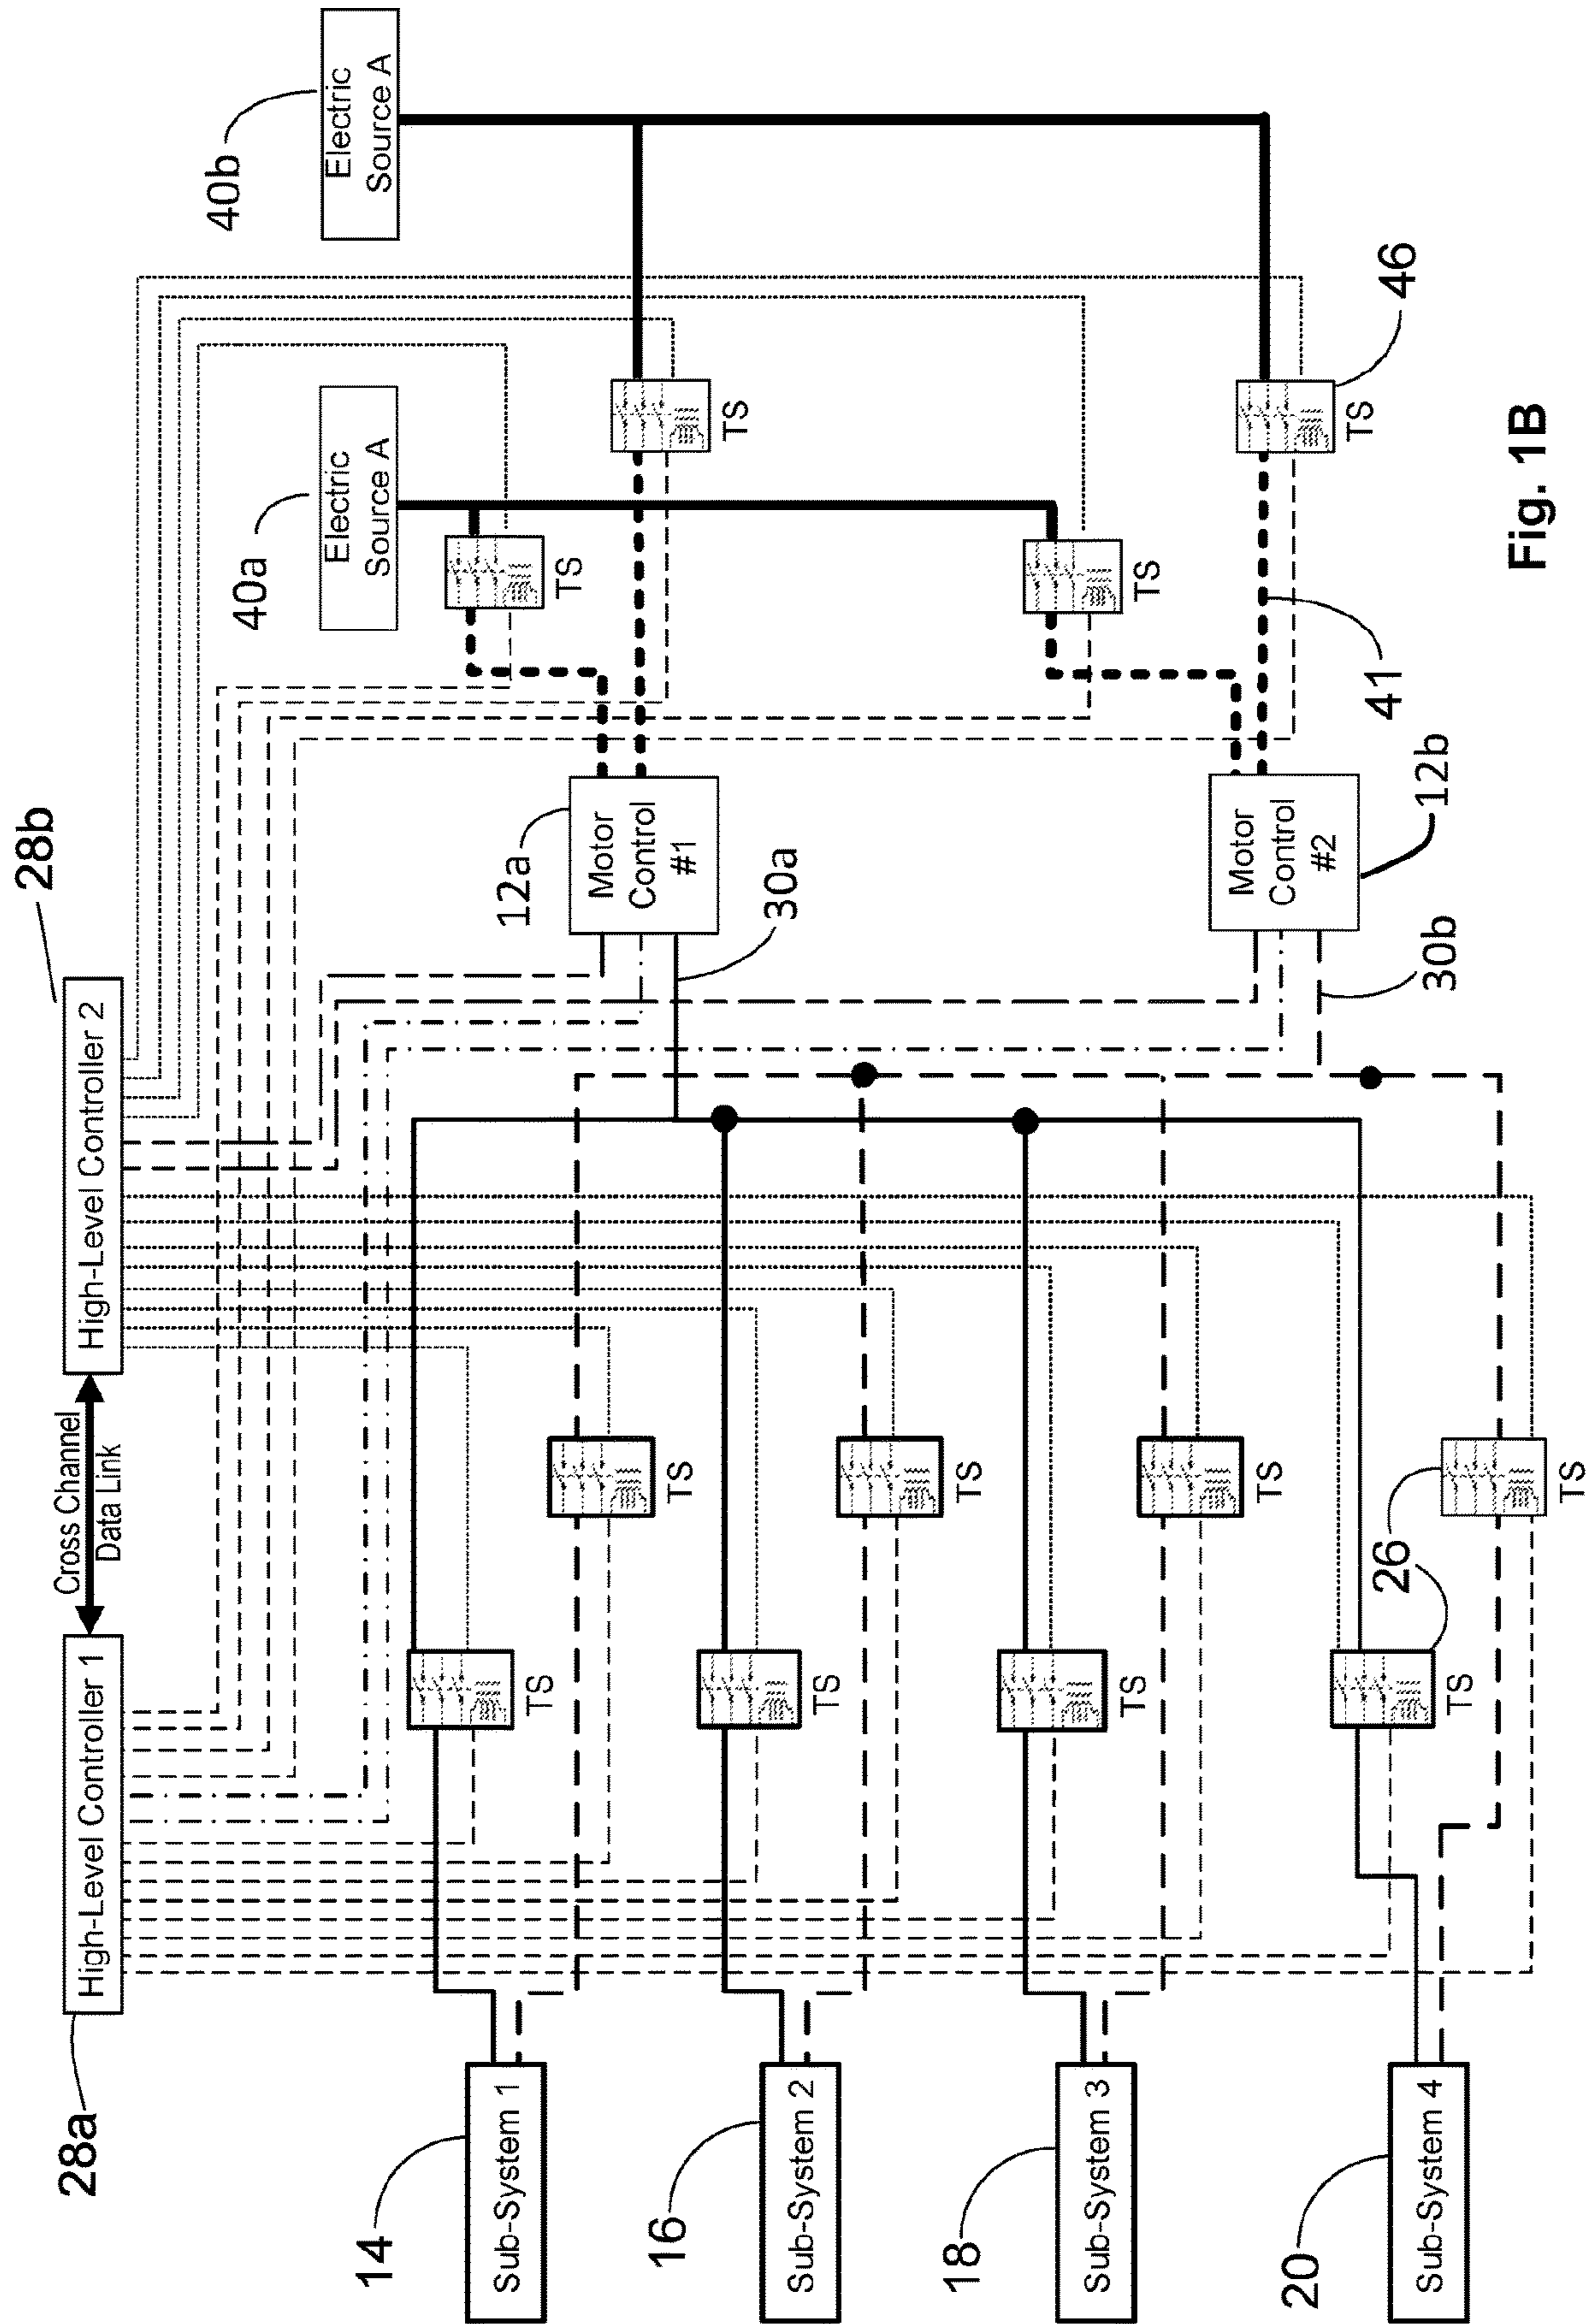 28a
High-Level Controller 1
Cross Channel
Data Link
High-Level Controller 2
28b
40a
Electric
Source A
40b
Electric
Source A
14
Sub-System 1
TS
TS
12a
Motor
Control
#1
30a
TS
TS
16
Sub-System 2
TS
TS
18
Sub-System 3
TS
TS
20
Sub-System 4
26
TS
TS
30b
Motor
Control
#2
12b
41
TS
46
TS
Fig. 1B